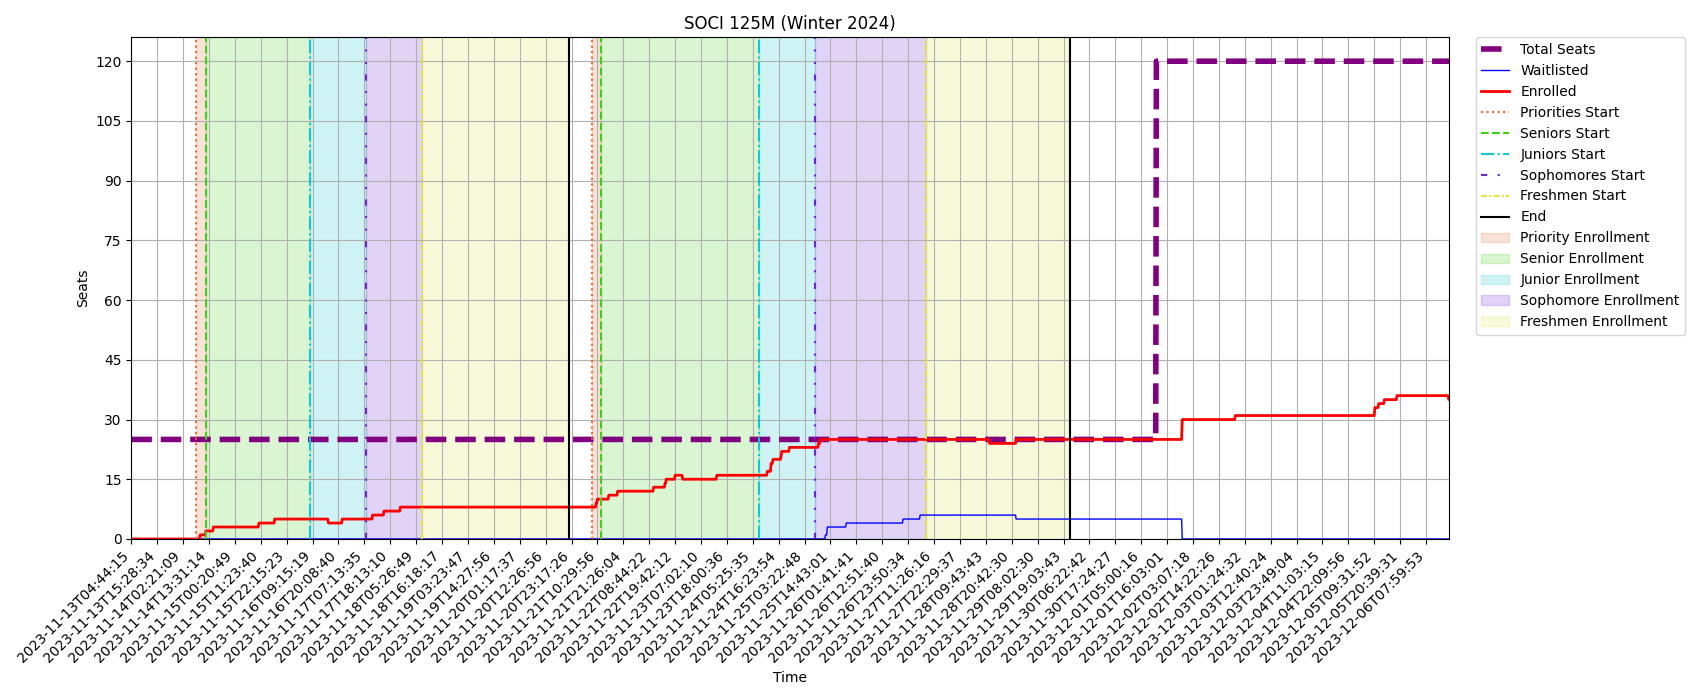 SOCI 125M (Winter 2024)
Seats
120
105
90
75
60
45
30
15
0
2023-11-13T04:44:15
2023-11-13T15:28:34
2023-11-14T02:21:09
2023-11-14T13:31:14
2023-11-15T00:20:49
2023-11-15T11:23:40
2023-11-15T22:15:23
2023-11-16T09:15:19
2023-11-16T20:08:40
2023-11-17T07:13:35
2023-11-17T18:13:10
2023-11-18T05:26:49
2023-11-18T16:18:17
2023-11-19T03:23:47
2023-11-19T14:27:56
2023-11-20T01:17:37
2023-11-20T12:26:56
2023-11-20T23:17:26
2023-11-21T10:29:56
2023-11-21T21:26:04
2023-11-22T08:44:22
2023-11-22T19:42:12
2023-11-23T07:02:10
2023-11-23T18:00:36
2023-11-24T05:25:35
2023-11-24T16:23:54
2023-11-25T03:22:48
2023-11-25T14:43:01
2023-11-26T01:41:41
2023-11-26T12:51:40
2023-11-26T23:50:34
2023-11-27T11:26:16
2023-11-27T22:29:37
2023-11-28T09:43:43
2023-11-28T20:42:30
2023-11-29T08:02:30
2023-11-29T19:03:43
2023-11-30T06:22:42
2023-11-30T17:24:27
2023-12-01T05:00:16
2023-12-01T16:03:01
2023-12-02T03:07:18
2023-12-02T14:22:26
2023-12-03T01:24:32
2023-12-03T12:40:24
2023-12-03T23:49:04
2023-12-04T11:03:15
2023-12-04T22:09:56
2023-12-05T09:31:52
2023-12-05T20:39:31
2023-12-06T07:59:53
Time
Total Seats
Waitlisted
Enrolled
Priorities Start
Seniors Start
Juniors Start
Sophomores Start
Freshmen Start
End
Priority Enrollment
Senior Enrollment
Junior Enrollment
Sophomore Enrollment
Freshmen Enrollment